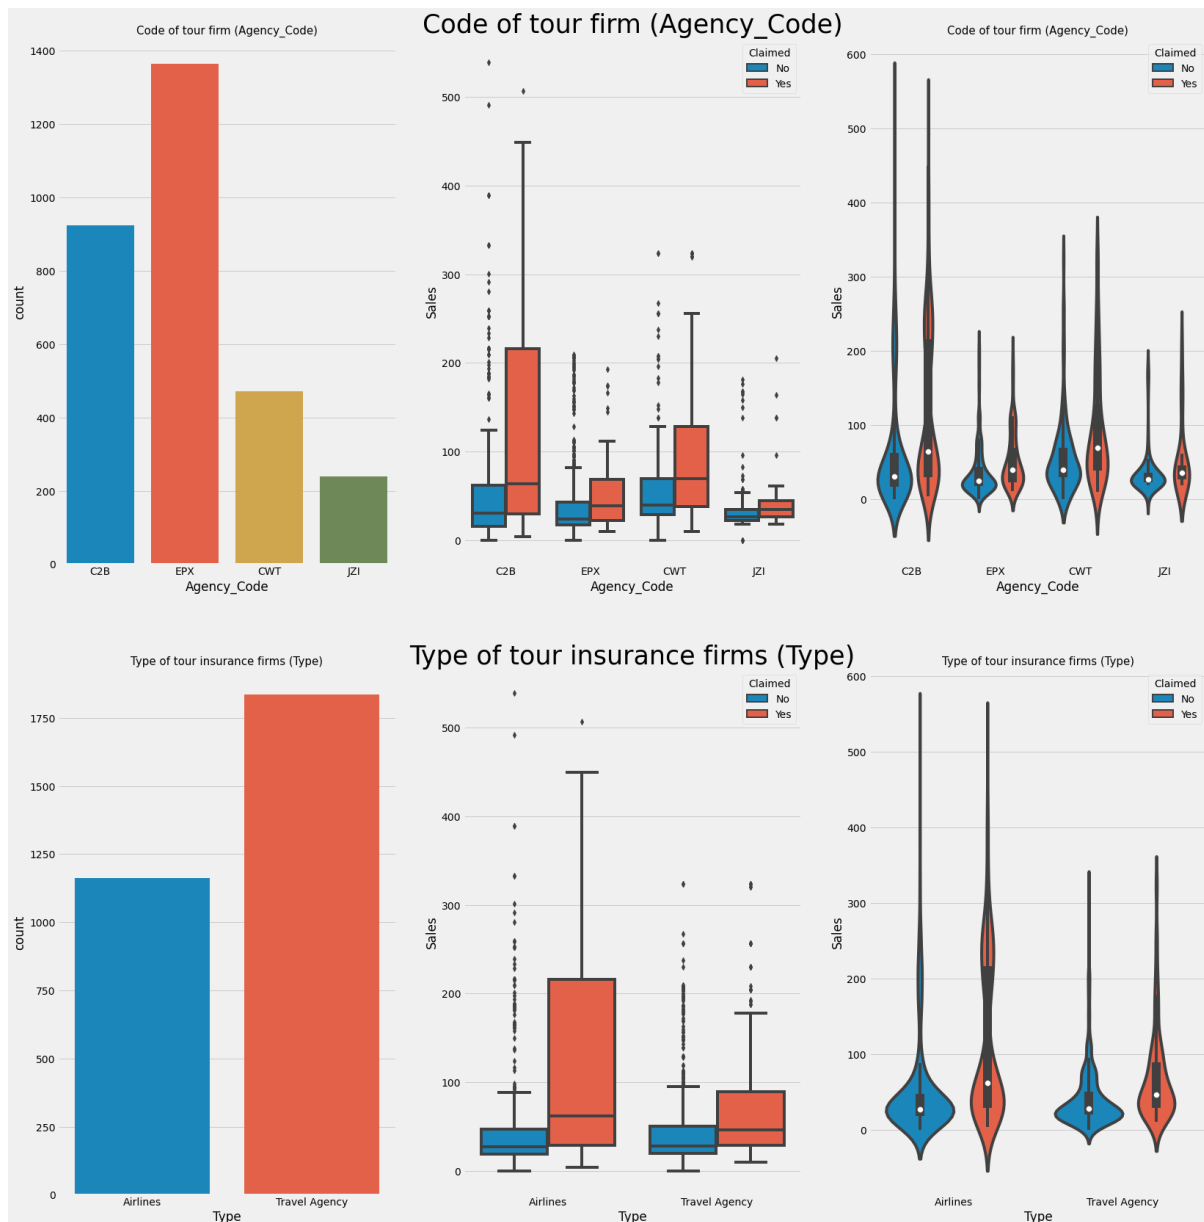 Code of tour firm (Agency_Code)
Code of tour firm (Agency_Code)
Code of tour firm (Agency_Code)
1400
1200
1000
800
600
400
200
0
count
C2B EPX CWT JZI
Agency_Code
Claimed
No
Yes
500
400
300
200
100
0
Sales
C2B EPX CWT JZI
Agency_Code
Claimed
No
Yes
600
500
400
300
200
100
0
Sales
C2B EPX CWT JZI
Agency_Code
Type of tour insurance firms (Type)
Type of tour insurance firms (Type)
Type of tour insurance firms (Type)
1750
1500
1250
1000
750
500
250
0
count
Airlines Travel Agency
Type
Claimed
No
Yes
500
400
300
200
100
0
Sales
Airlines Travel Agency
Type
Claimed
No
Yes
600
500
400
300
200
100
0
Sales
Airlines Travel Agency
Type